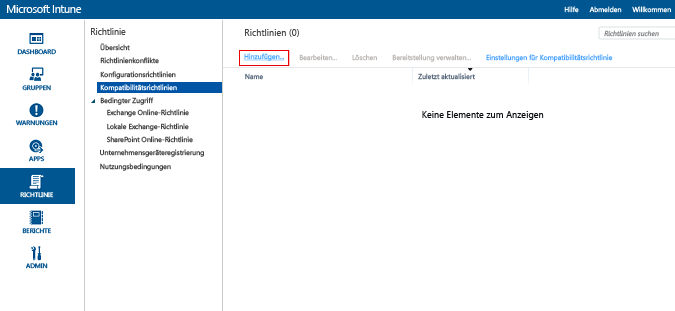 Microsoft Intune
Hilfe Abmelden Willkommen
DASHBOARD
GRUPPEN
WARNUNGEN
APPS
RICHTLINIE
BERICHTE
ADMIN
Richtlinie
Übersicht
Richtlinienkonflikte
Konfigurationsrichtlinien
Kompatibilitätsrichtlinien
Bedingter Zugriff
Exchange Online-Richtlinie
Lokale Exchange-Richtlinie
SharePoint Online-Richtlinie
Unternehmensgeräteregistrierung
Nutzungsbedingungen
Richtlinien (0)
Richtlinien suchen
Hinzufügen... Bearbeiten... Löschen Bereitstellung verwalten... Einstellungen für Kompatibilitätsrichtlinie
Name Zuletzt aktualisiert
Keine Elemente zum Anzeigen